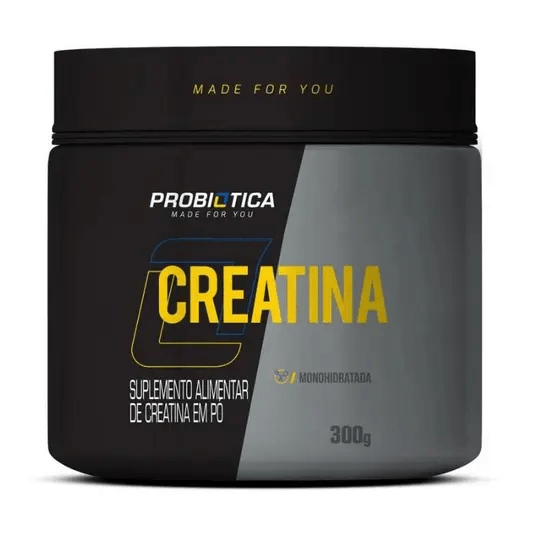 MADE FOR YOU
PROBIOTICA
MADE FOR YOU
CREATINA
/ MONOHIDRATADA
SUPLEMENTO ALIMENTAR
DE CREATINA EM PÓ
300g